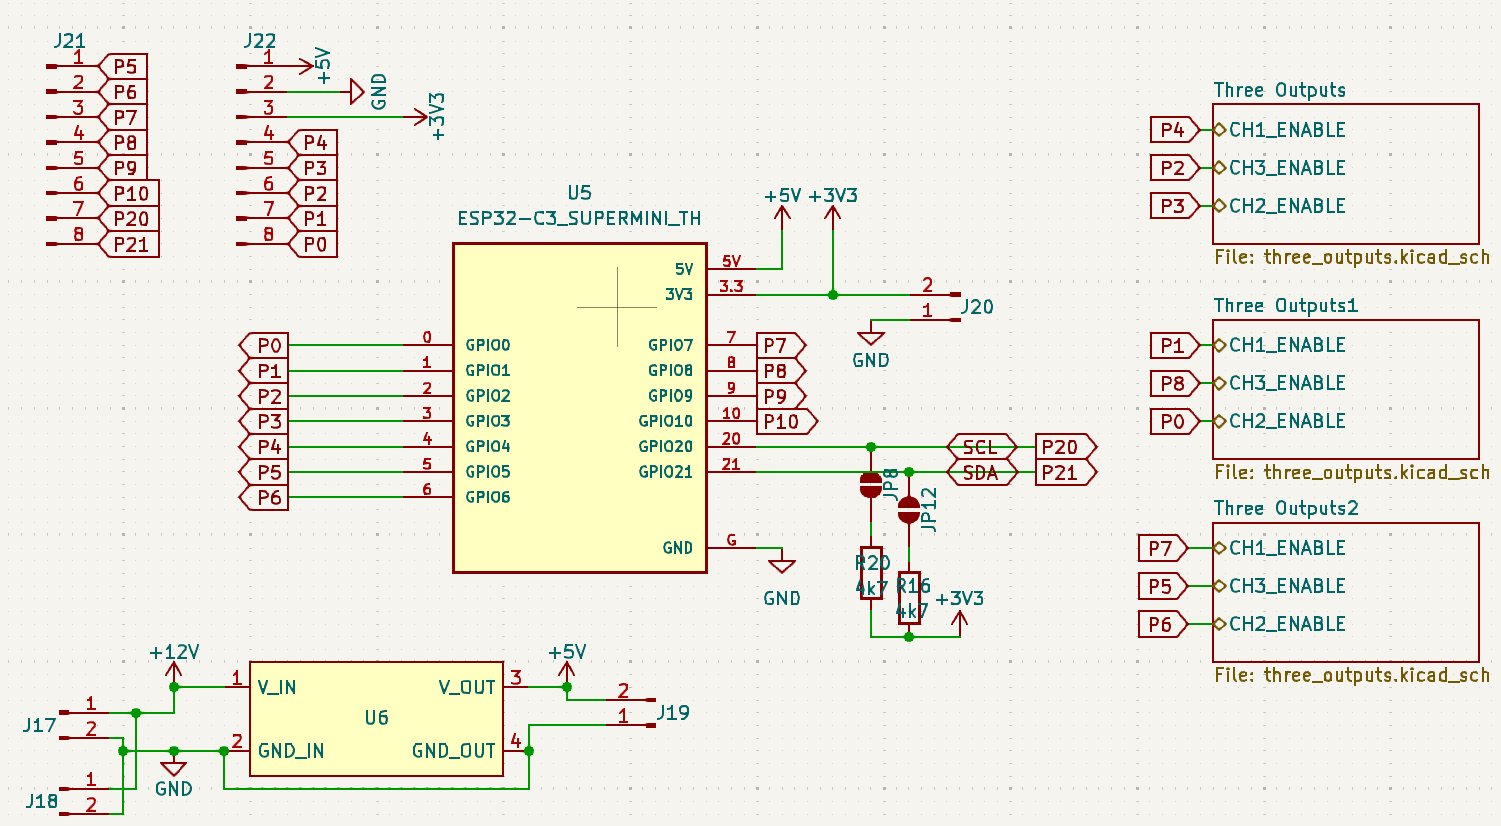 J21
1 P5
2 P6
3 P7
4 P8
5 P9
6 P10
7 P20
8 P21
J22
1 +5V
2 GND
3 +3V3
4 P4
5 P3
6 P2
7 P1
8 P0
U5
ESP32-C3_SUPERMINI_TH
+5V +3V3
5V 5V
3V3 3.3
2
1
J20
GND
P0 0 GPIO0
P1 1 GPIO1
P2 2 GPIO2
P3 3 GPIO3
P4 4 GPIO4
P5 5 GPIO5
P6 6 GPIO6
GPIO7 7 P7
GPIO8 8 P8
GPIO9 9 P9
GPIO10 10 P10
GPIO20 20 SCL P20
GPIO21 21 SDA P21
GND G
GND
JP8
JP12
R20
4k7
R16
4k7
+3V3
Three Outputs
P4 CH1_ENABLE
P2 CH3_ENABLE
P3 CH2_ENABLE
File: three_outputs.kicad_sch
Three Outputs1
P1 CH1_ENABLE
P8 CH3_ENABLE
P0 CH2_ENABLE
File: three_outputs.kicad_sch
Three Outputs2
P7 CH1_ENABLE
P5 CH3_ENABLE
P6 CH2_ENABLE
File: three_outputs.kicad_sch
+12V
+5V
1 V_IN
V_OUT 3
U6
2 GND_IN
GND_OUT 4
J17
1
2
GND
J18
1
2
2
1
J19